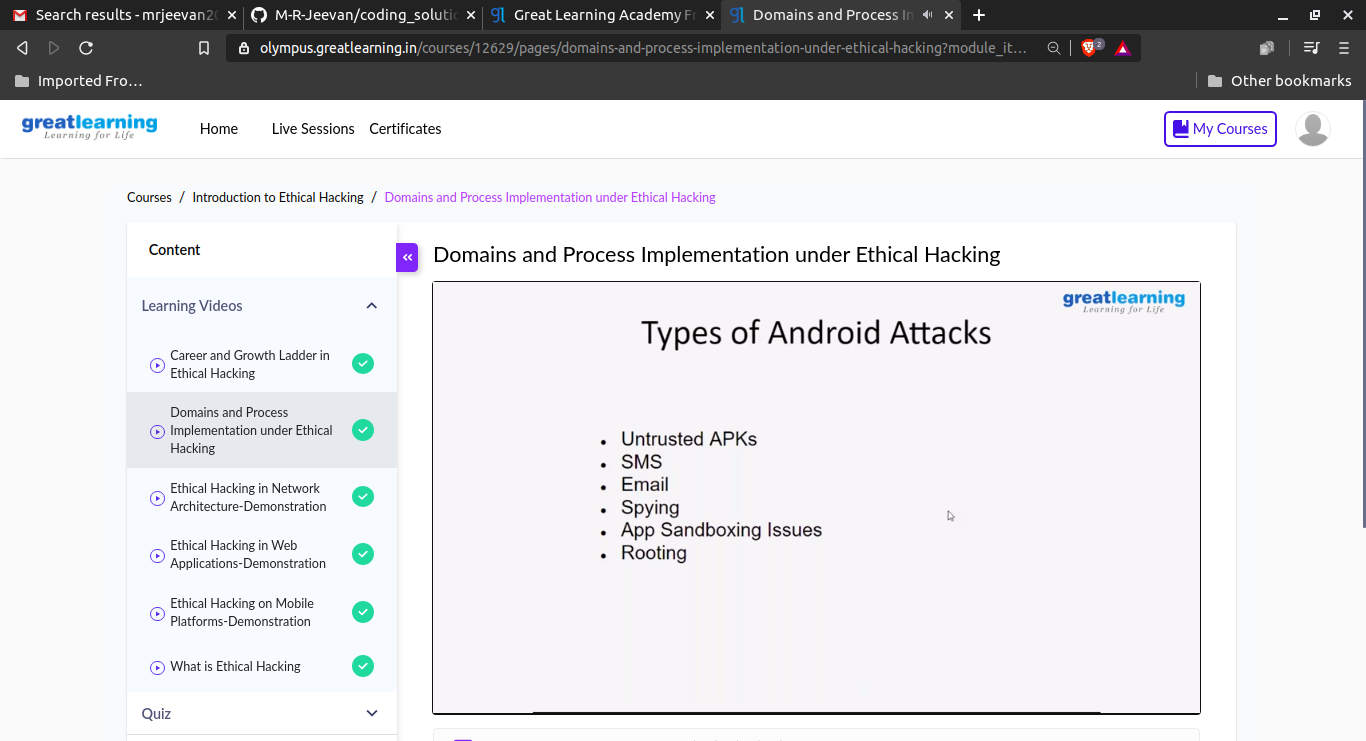 Search results - mrjeevan20
M-R-Jeevan/coding_solutio
Great Learning Academy Fr
Domains and Process In
olympus.greatlearning.in/courses/12629/pages/domains-and-process-implementation-under-ethical-hacking?module_it...
2
Imported Fro...
Other bookmarks
greatlearning
Learning for Life
Home
Live Sessions
Certificates
My Courses
Courses / Introduction to Ethical Hacking / Domains and Process Implementation under Ethical Hacking
Content
Learning Videos
Career and Growth Ladder in
Ethical Hacking
Domains and Process
Implementation under Ethical
Hacking
Ethical Hacking in Network
Architecture-Demonstration
Ethical Hacking in Web
Applications-Demonstration
Ethical Hacking on Mobile
Platforms-Demonstration
What is Ethical Hacking
Quiz
Domains and Process Implementation under Ethical Hacking
greatlearning
Learning for Life
Types of Android Attacks
• Untrusted APKs
• SMS
• Email
• Spying
• App Sandboxing Issues
• Rooting